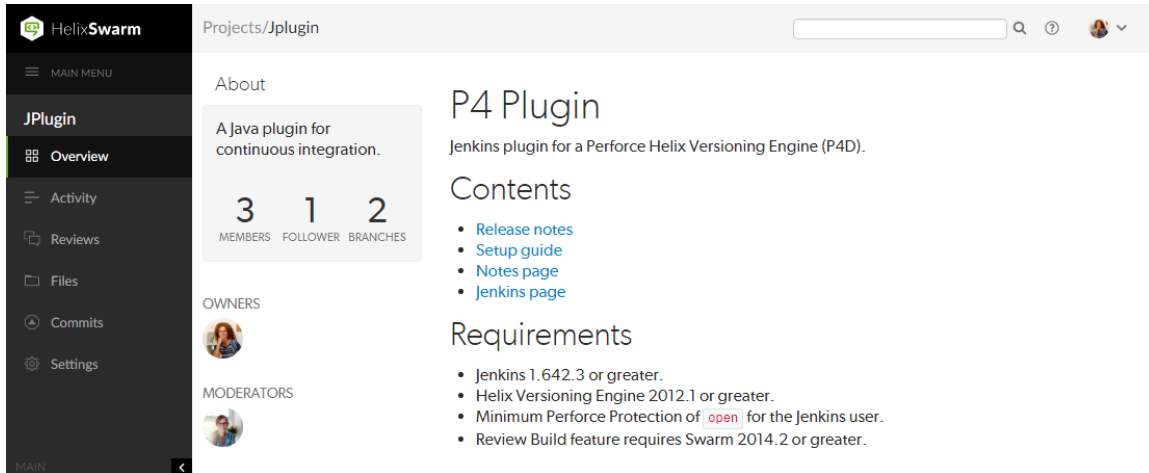 HelixSwarm
Projects/Jplugin
MAIN MENU
JPlugin
Overview
Activity
Reviews
Files
Commits
Settings
MAIN
About
A Java plugin for
continuous integration.
3 1 2
MEMBERS FOLLOWER BRANCHES
OWNERS
MODERATORS
P4 Plugin
Jenkins plugin for a Perforce Helix Versioning Engine (P4D).
Contents
• Release notes
• Setup guide
• Notes page
• Jenkins page
Requirements
• Jenkins 1.642.3 or greater.
• Helix Versioning Engine 2012.1 or greater.
• Minimum Perforce Protection of open for the Jenkins user.
• Review Build feature requires Swarm 2014.2 or greater.